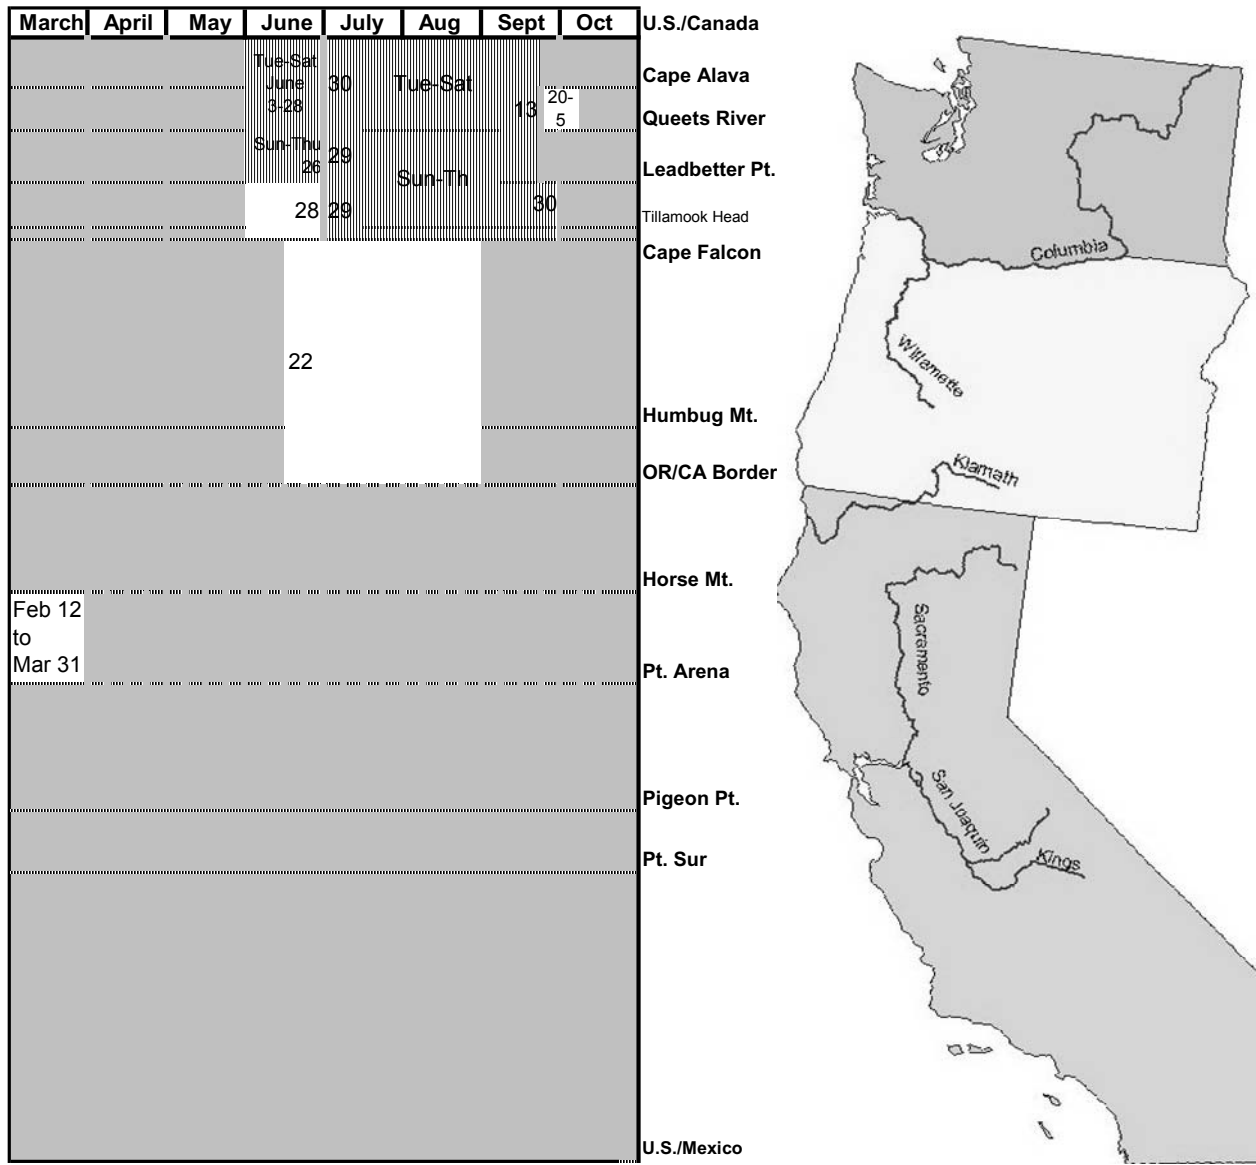 March April May June July Aug Sept Oct
U.S./Canada
Tue-Sat
June
3-28
30
Tue-Sat
Cape Alava
13
20-
5
Queets River
Sun-Thu
26
29
Sun-Th
Leadbetter Pt.
28
29
30
Tillamook Head
Cape Falcon
22
Humbug Mt.
OR/CA Border
Horse Mt.
Feb 12
to
Mar 31
Pt. Arena
Pigeon Pt.
Pt. Sur
U.S./Mexico
Columbia
Willamette
Klamath
Sacramento
San Joaquin
Kings